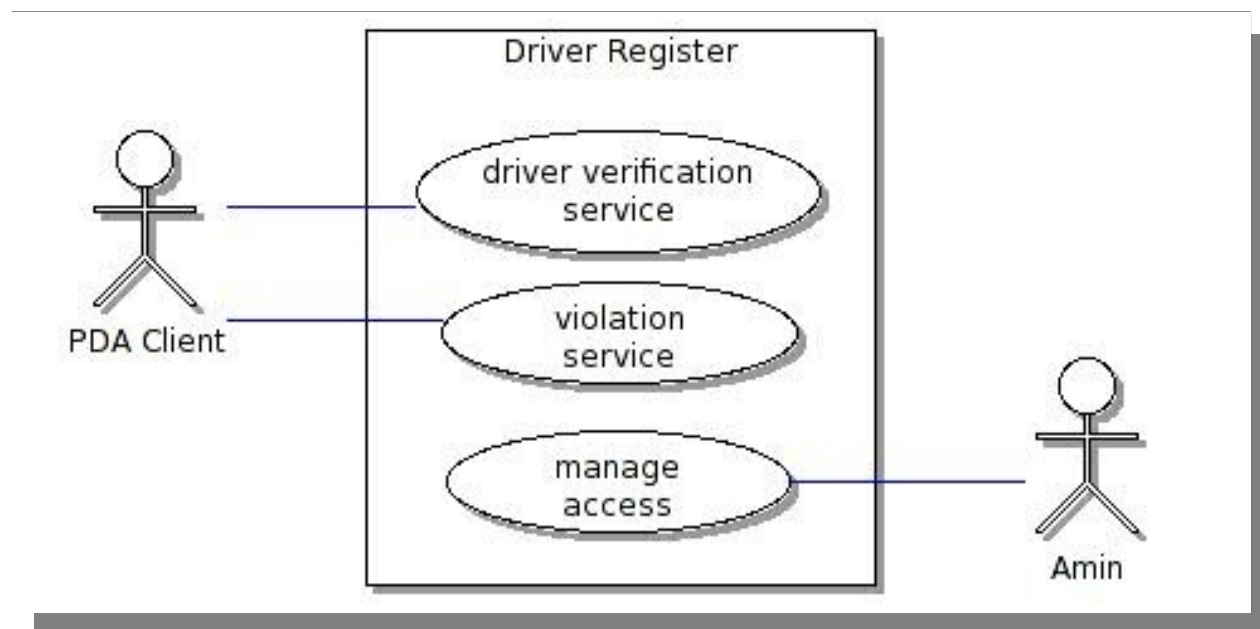 Driver Register
driver verification
service
PDA Client
violation
service
manage
access
Amin